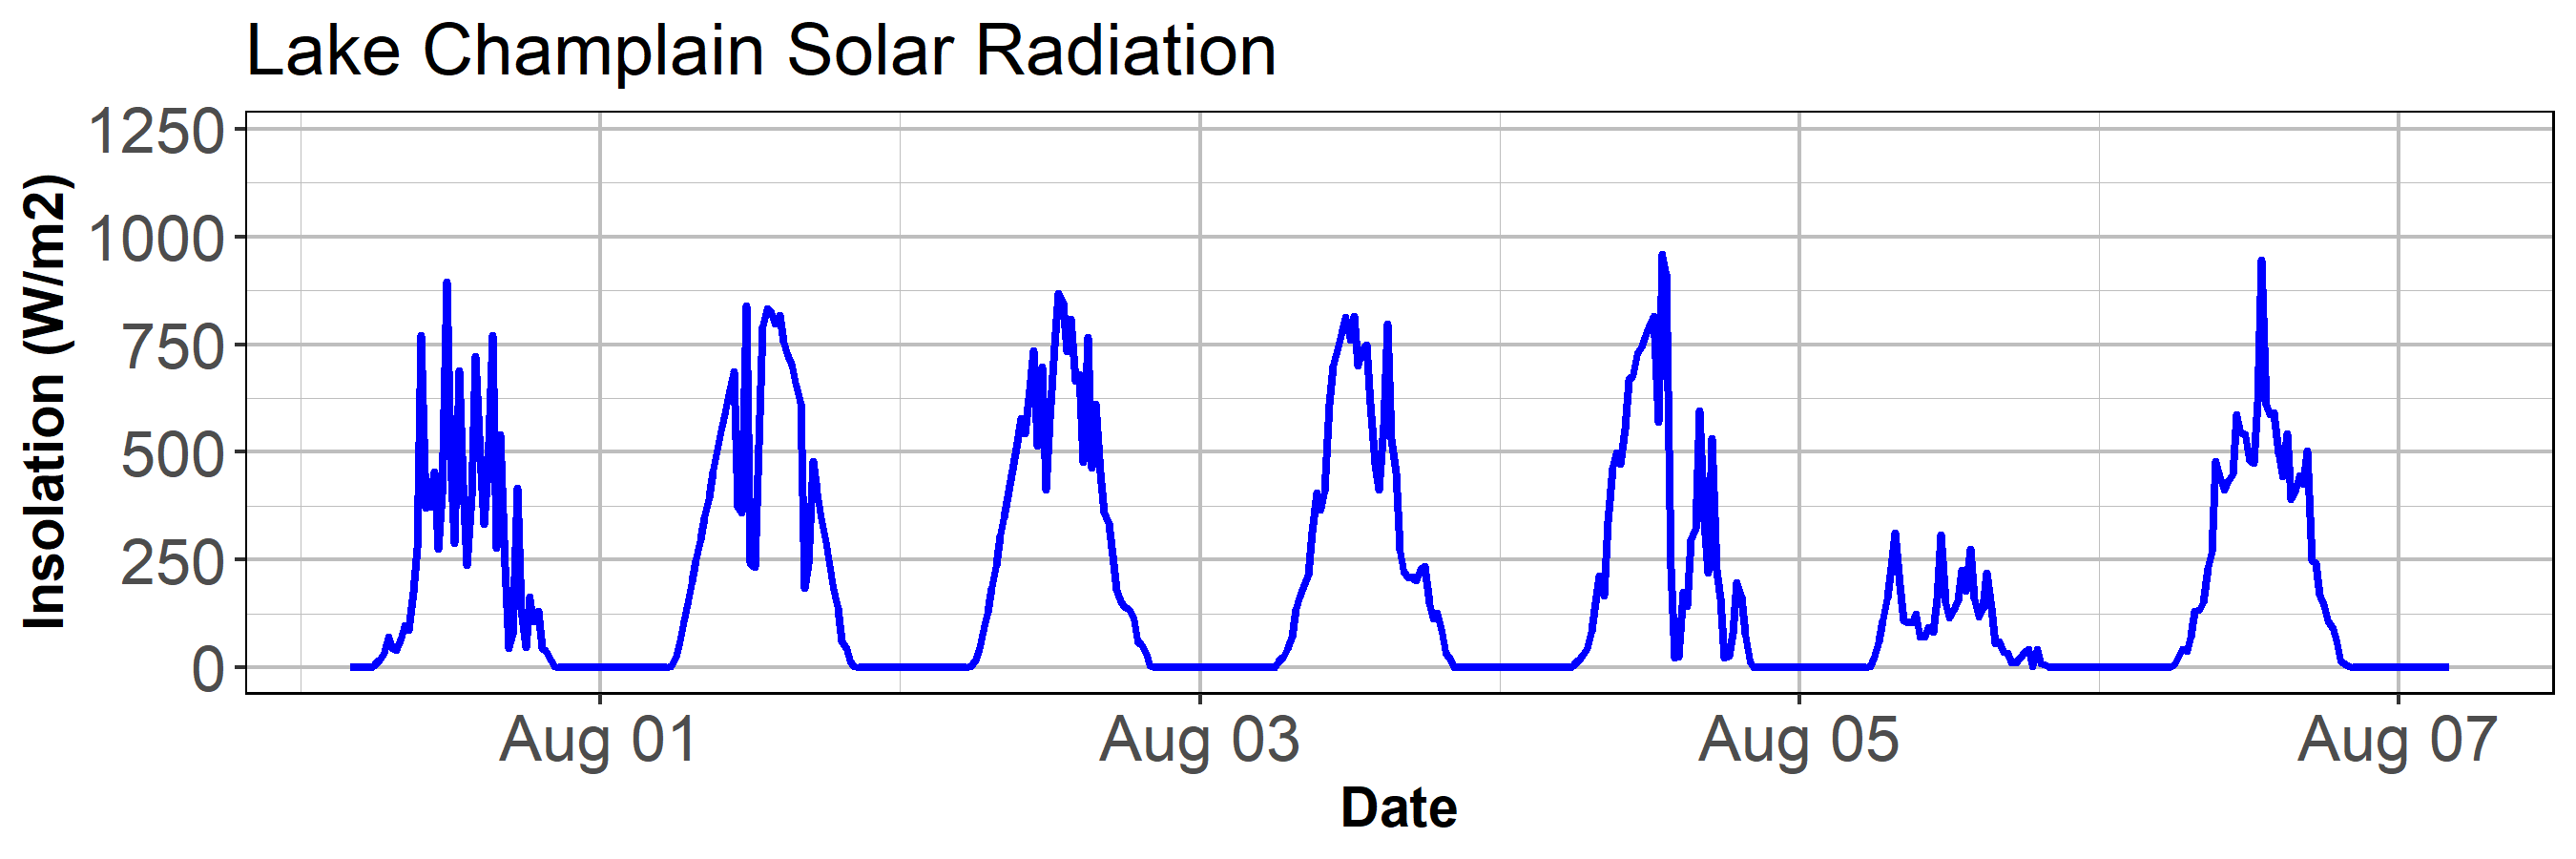 Lake Champlain Solar Radiation
Insolation (W/m2)
1250
1000
750
500
250
0
Aug 01 Aug 03 Aug 05 Aug 07
Date